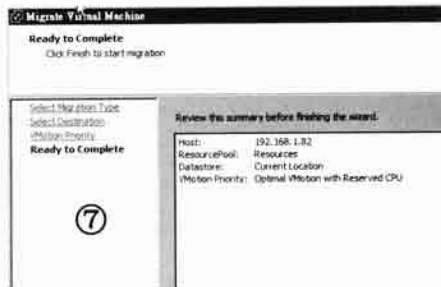 Migrate Virtual Machine
Ready to Complete
Click Finish to start migration
Select Migration Type
Select Destination
VMotion Priority
Ready to Complete
⑦
Review this summary before finishing the wizard.
Host: 192.168.1.82
ResourcePool: Resources
Datastore: Current Location
VMotion Priority: Optimal VMotion with Reserved CPU